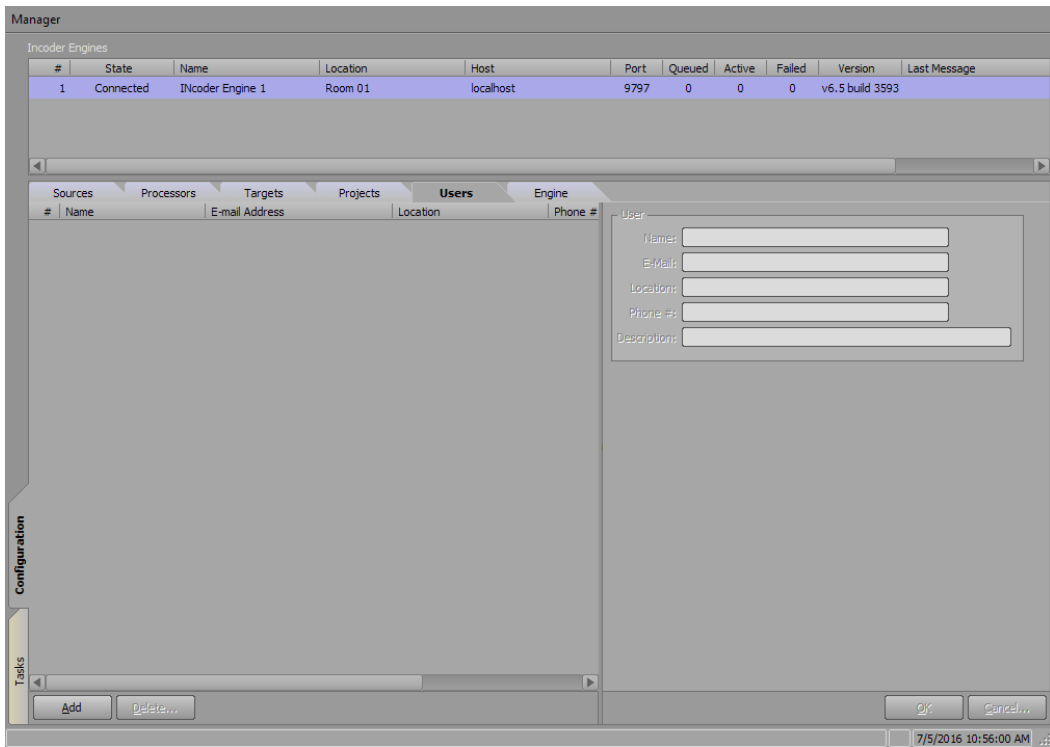 Manager
Incoder Engines
# State Name Location Host Port Queued Active Failed Version Last Message
1 Connected INcoder Engine 1 Room 01 localhost 9797 0 0 0 v6.5 build 3593
Sources Processors Targets Projects Users Engine
# Name E-mail Address Location Phone #
User
Name:
E-Mail:
Location:
Phone #:
Description:
Configuration
Tasks
Add Delete... OK Cancel...
7/5/2016 10:56:00 AM